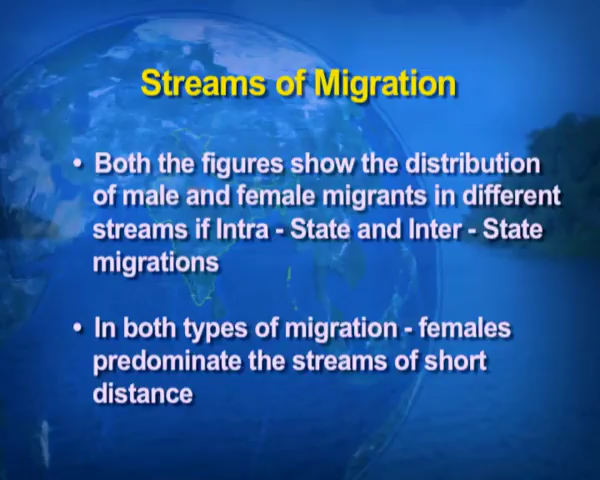 Streams of Migration
• Both the figures show the distribution
of male and female migrants in different
streams if Intra - State and Inter - State
migrations
• In both types of migration - females
predominate the streams of short
distance